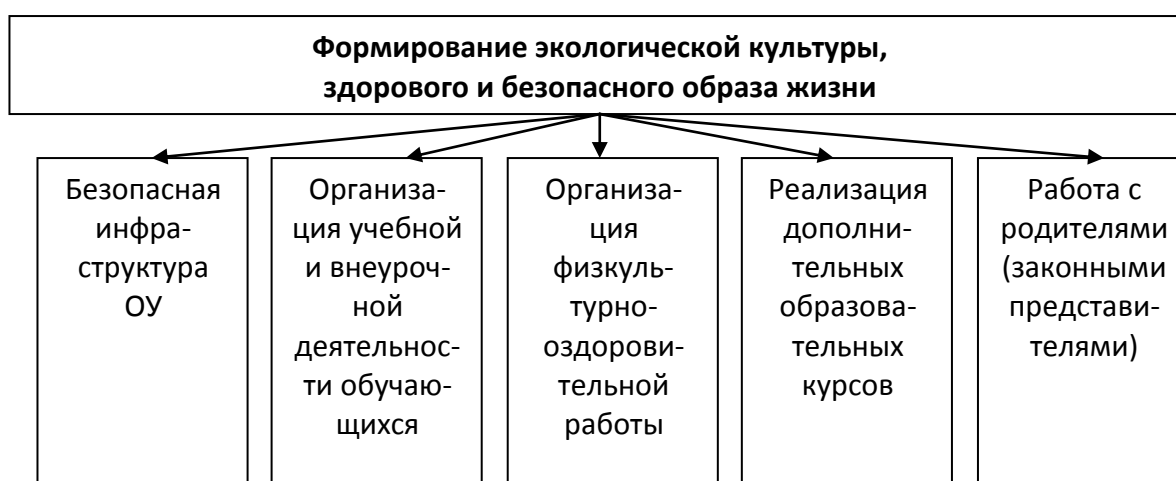 Формирование экологической культуры,
здорового и безопасного образа жизни
Безопасная
инфра-
структура
ОУ
Организа-
ция учебной
и внеуроч-
ной
деятельнос-
ти обучаю-
щихся
Организа-
ция
физкуль-
турно-
оздорови-
тельной
работы
Реализация
дополни-
тельных
образова-
тельных
курсов
Работа с
родителями
(законными
представи-
телями)